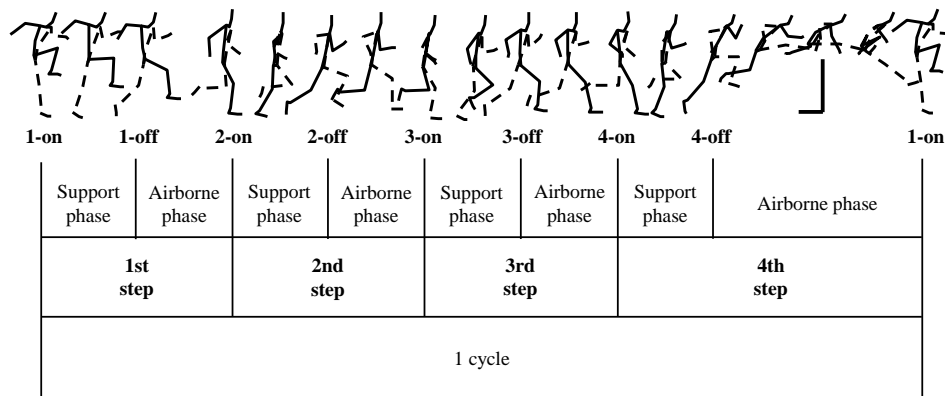 1-on 1-off 2-on 2-off 3-on 3-off 4-on 4-off 1-on
Support Airborne Support Airborne Support Airborne Support Airborne phase
phase phase phase phase phase phase phase
1st 2nd 3rd 4th
step step step step
1 cycle